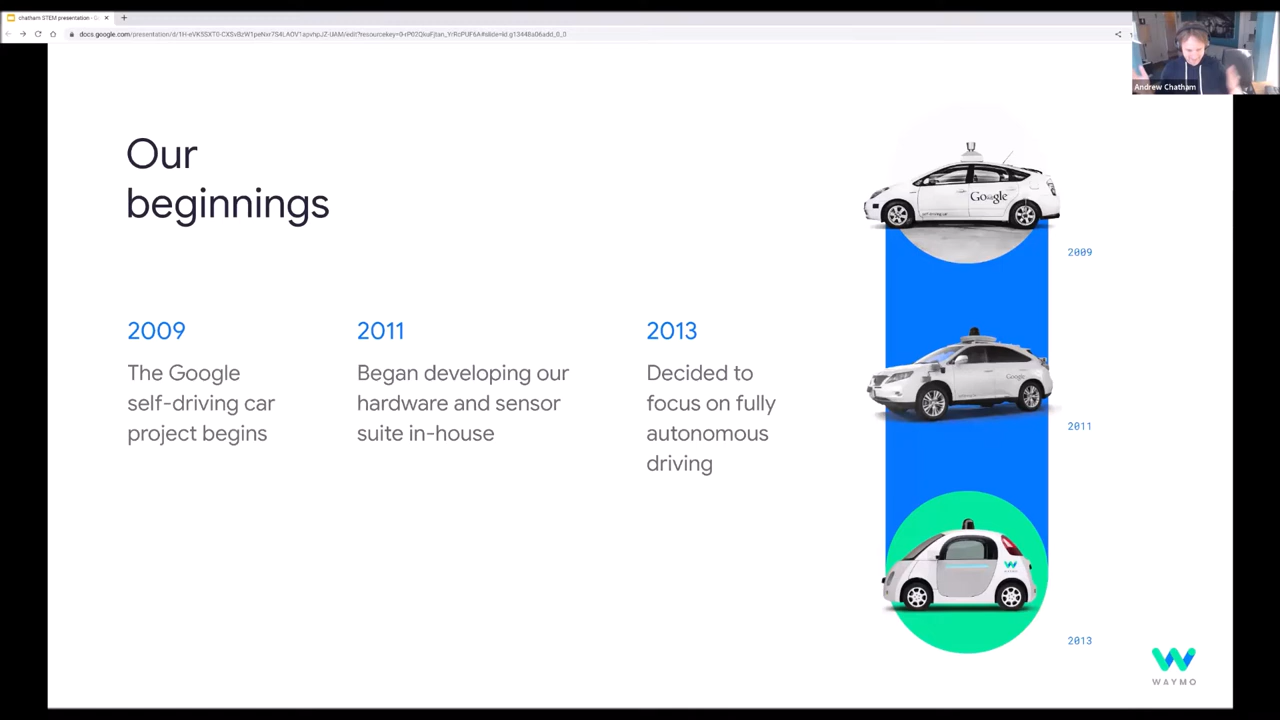 chatham STEM presentation - G
Andrew Chatham
Our
beginnings
2009
The Google
self-driving car
project begins
2011
Began developing our
hardware and sensor
suite in-house
2013
Decided to
focus on fully
autonomous
driving
Google
2009
Google
2011
WAYMO
2013
WAYMO